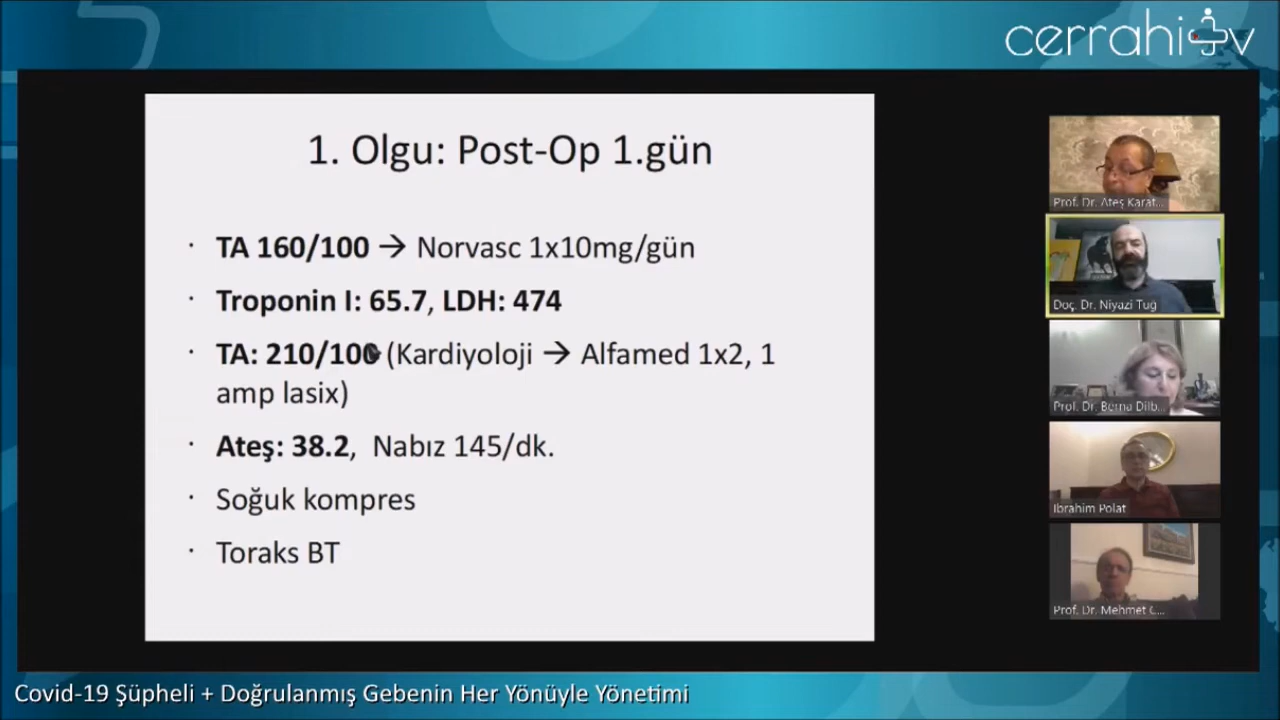 cerrahi tv
1. Olgu: Post-Op 1.gün
· TA 160/100 → Norvasc 1x10mg/gün
· Troponin I: 65.7, LDH: 474
· TA: 210/100 (Kardiyoloji → Alfamed 1x2, 1
amp lasix)
· Ateş: 38.2, Nabız 145/dk.
· Soğuk kompres
· Toraks BT
Prof. Dr. Ateş Karat...
Doç. Dr. Niyazi Tuğ
Prof. Dr. Berna Dilb...
Ibrahim Polat
Prof. Dr. Mehmet
Covid-19 Şüpheli + Doğrulanmış Gebenin Her Yönüyle Yönetimi